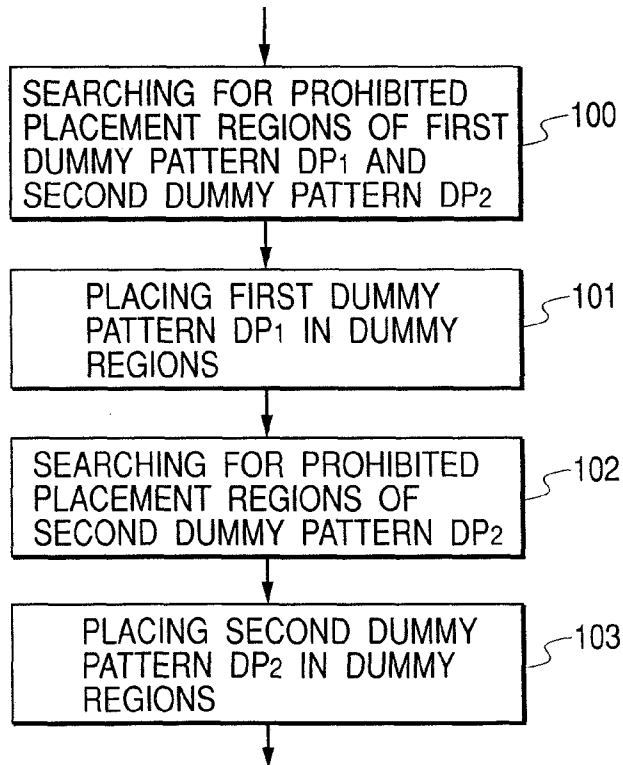 SEARCHING FOR PROHIBITED
PLACEMENT REGIONS OF FIRST
DUMMY PATTERN DP1 AND
SECOND DUMMY PATTERN DP2
100
PLACING FIRST DUMMY
PATTERN DP1 IN DUMMY
REGIONS
101
SEARCHING FOR PROHIBITED
PLACEMENT REGIONS OF
SECOND DUMMY PATTERN DP2
102
PLACING SECOND DUMMY
PATTERN DP2 IN DUMMY
REGIONS
103